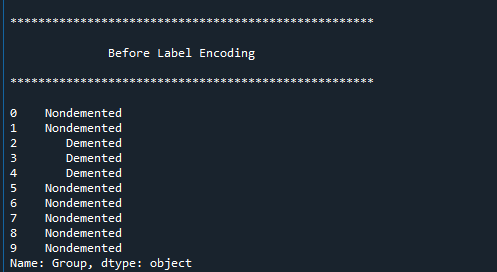 ****************************************************
Before Label Encoding
****************************************************
0    Nondemented
1    Nondemented
2       Demented
3       Demented
4       Demented
5    Nondemented
6    Nondemented
7    Nondemented
8    Nondemented
9    Nondemented
Name: Group, dtype: object